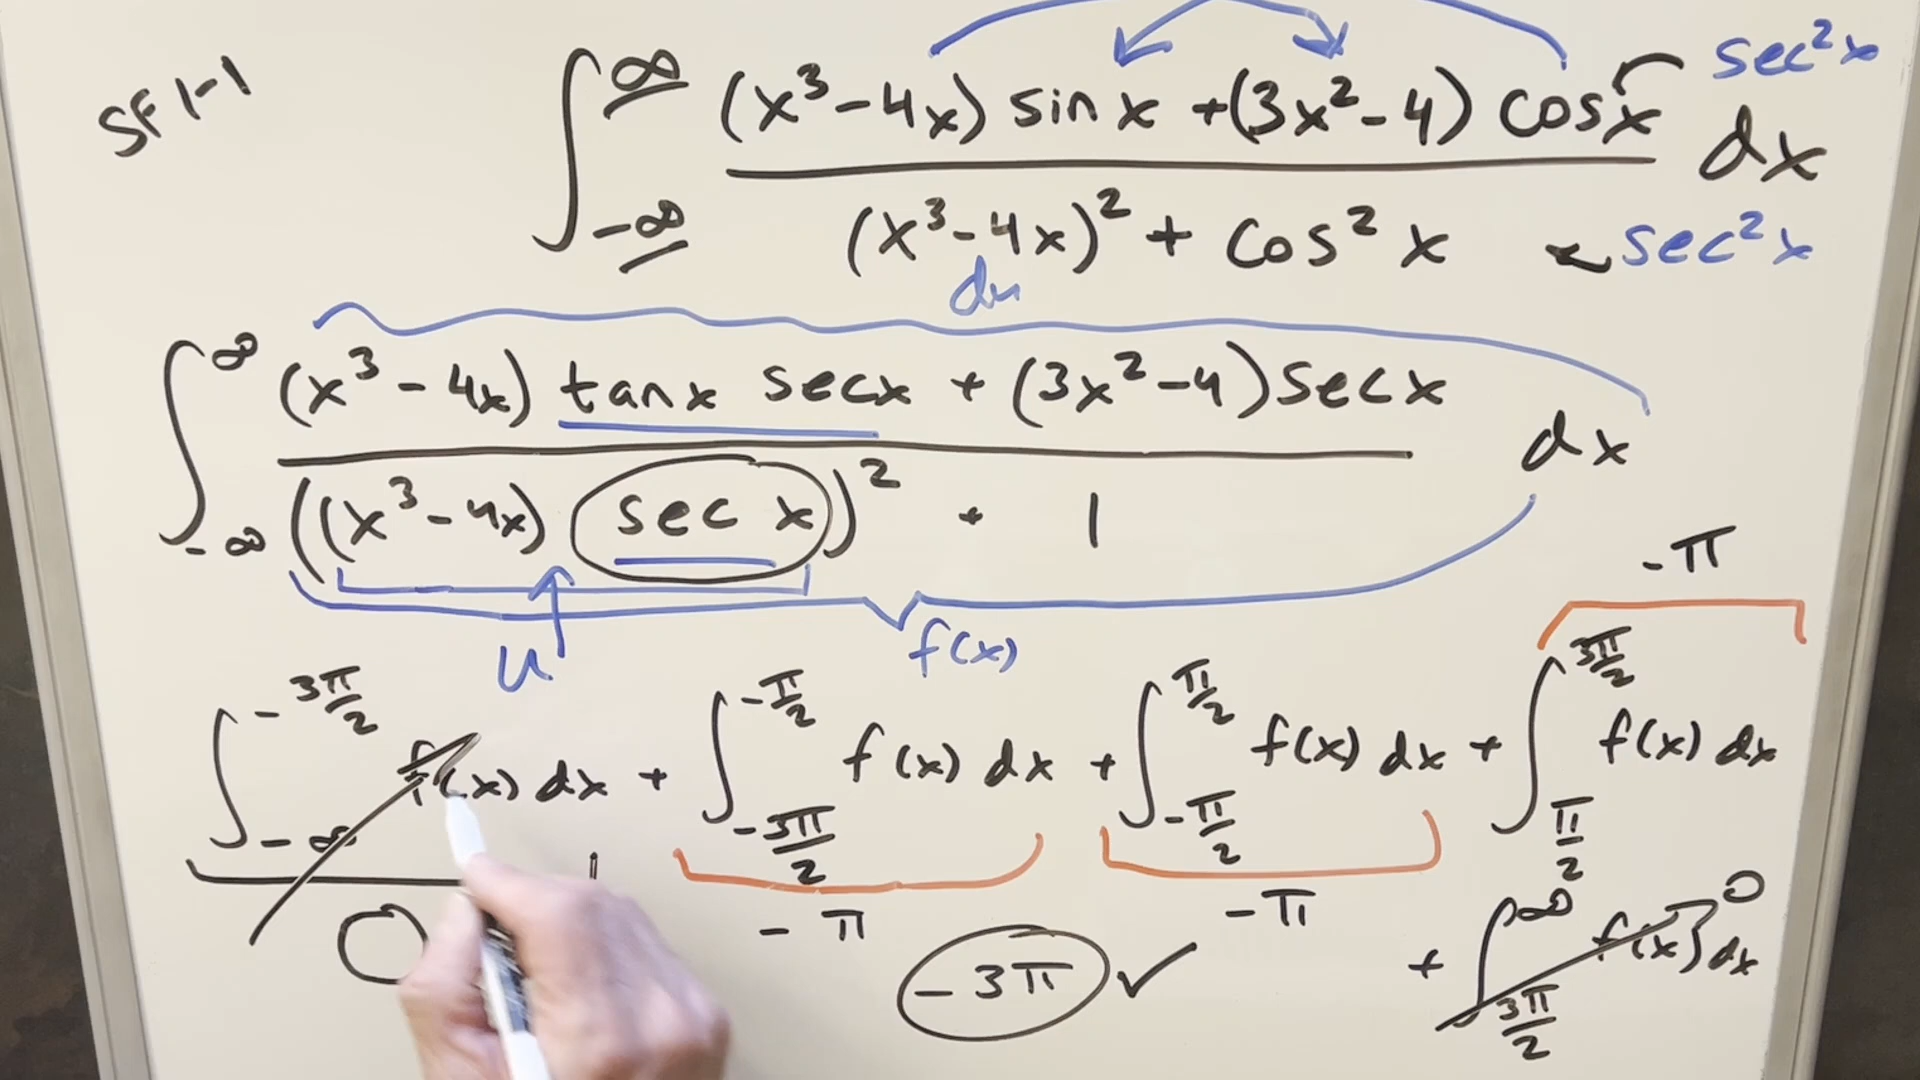 SF 1-1
∫_{-∞}^{∞} ((x³-4x) sin x + (3x²-4) cos x) / ((x³-4x)² + cos² x) dx
sec²x
sec²x
du
∫_{-∞}^{∞} ((x³-4x) tan x sec x + (3x²-4) sec x) / (((x³-4x) sec x)² + 1) dx
u
f(x)
-π
∫_{-∞}^{-3π/2} f(x) dx + ∫_{-3π/2}^{-π/2} f(x) dx + ∫_{-π/2}^{π/2} f(x) dx + ∫_{π/2}^{3π/2} f(x) dx
0
-π
-π
+ ∫_{3π/2}^{∞} f(x) dx
0
-3π ✓